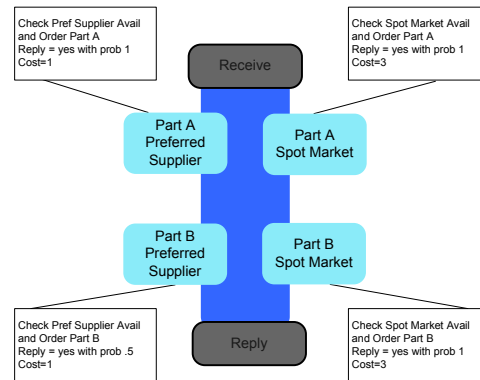 Check Pref Supplier Avail
and Order Part A
Reply = yes with prob 1
Cost=1
Check Spot Market Avail
and Order Part A
Reply = yes with prob 1
Cost=3
Receive
Part A
Preferred
Supplier
Part A
Spot Market
Part B
Preferred
Supplier
Part B
Spot Market
Check Pref Supplier Avail
and Order Part B
Reply = yes with prob .5
Cost=1
Reply
Check Spot Market Avail
and Order Part B
Reply = yes with prob 1
Cost=3